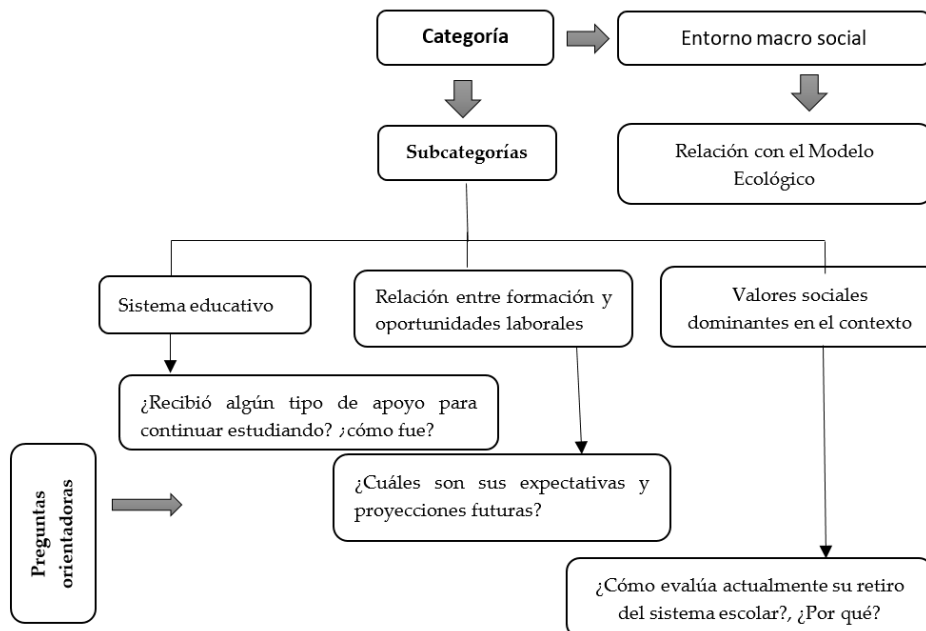 Categoría
Entorno macro social
Subcategorías
Relación con el Modelo
Ecológico
Sistema educativo
Relación entre formación y
oportunidades laborales
Valores sociales
dominantes en el contexto
¿Recibió algún tipo de apoyo para
continuar estudiando? ¿cómo fue?
¿Cuáles son sus expectativas y
proyecciones futuras?
Preguntas
orientadoras
¿Cómo evalúa actualmente su retiro
del sistema escolar?, ¿Por qué?